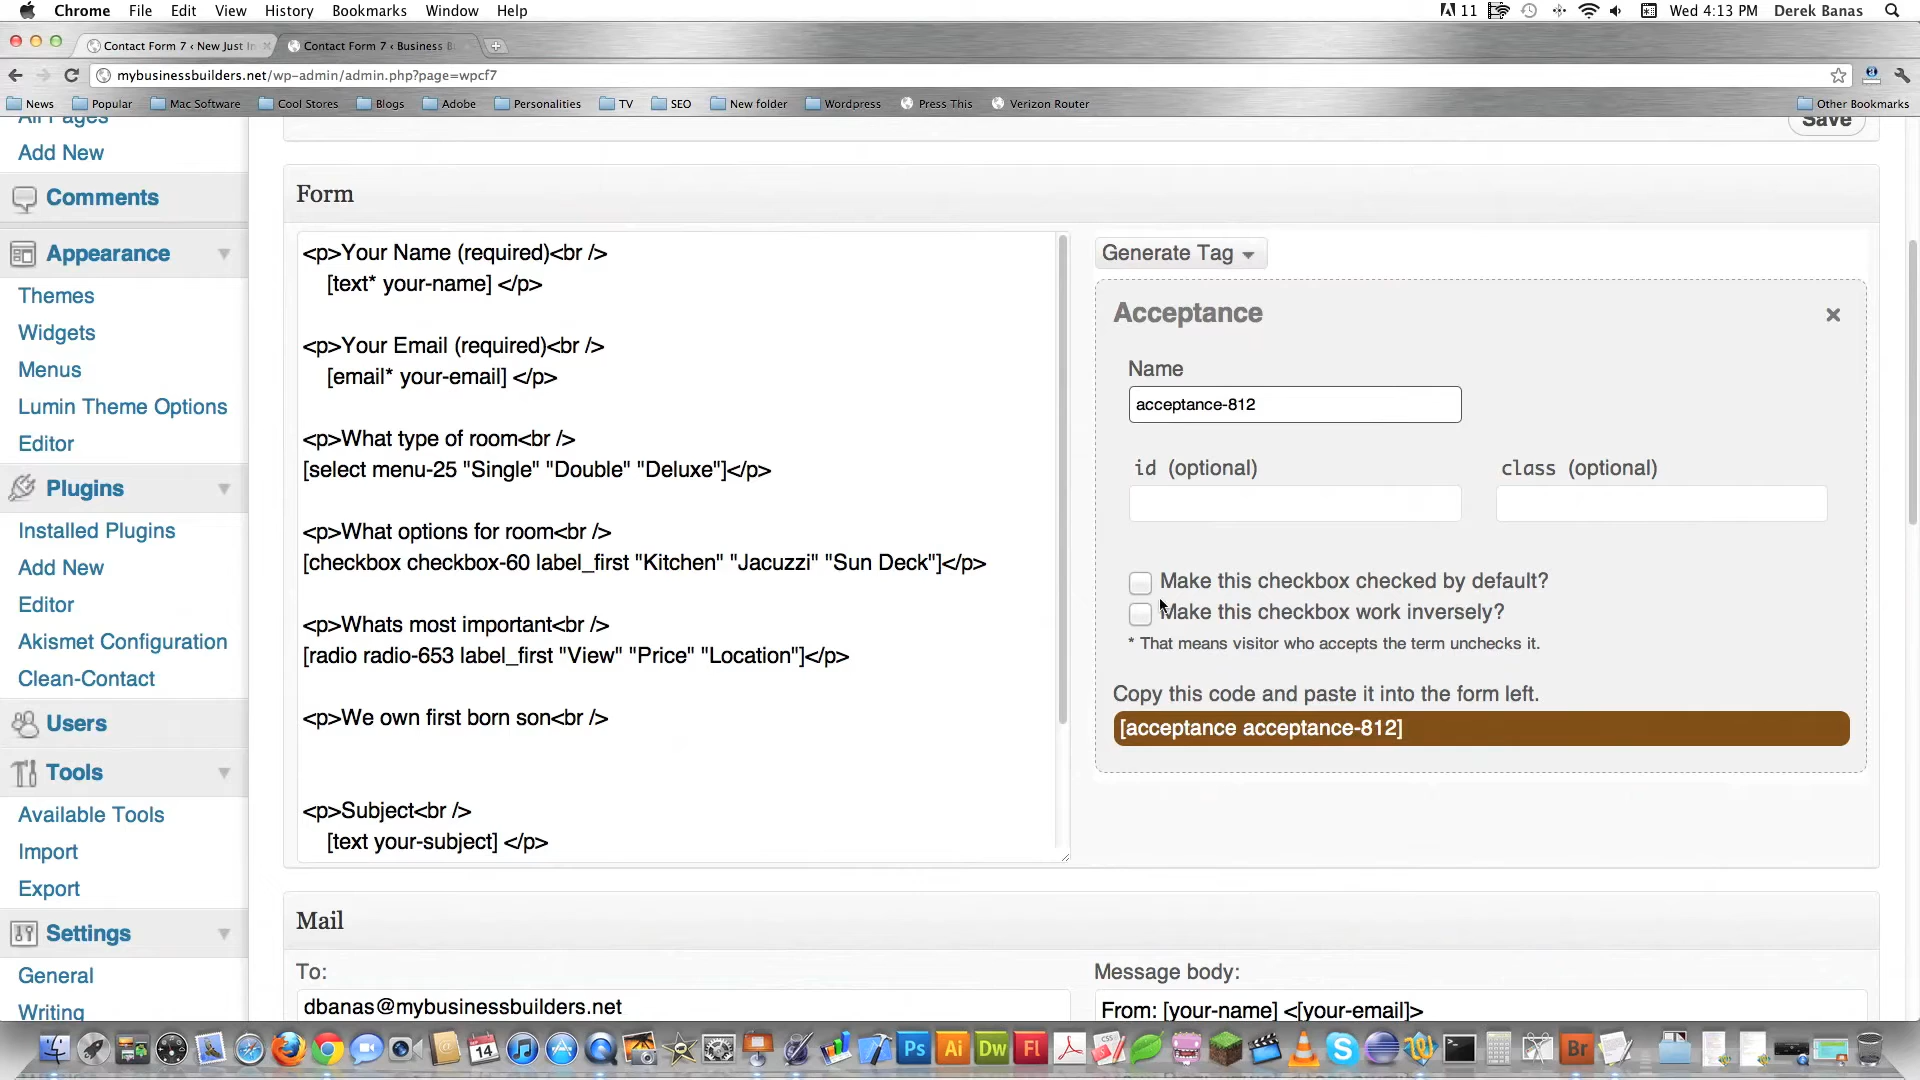 Chrome File Edit View History Bookmarks Window Help
11
Wed 4:13 PM Derek Banas
Contact Form 7 ‹ New Just
Contact Form 7 ‹ Business
mybusinessbuilders.net/wp-admin/admin.php?page=wpcf7
News Popular Mac Software Cool Stores Blogs Adobe Personalities TV SEO New folder Wordpress Press This Verizon Router Other Bookmarks
All Pages
Add New
Comments
Appearance
Themes
Widgets
Menus
Lumin Theme Options
Editor
Plugins
Installed Plugins
Add New
Editor
Akismet Configuration
Clean-Contact
Users
Tools
Available Tools
Import
Export
Settings
General
Writing
Save
Form
<p>Your Name (required)<br />
[text* your-name] </p>
<p>Your Email (required)<br />
[email* your-email] </p>
<p>What type of room<br />
[select menu-25 "Single" "Double" "Deluxe"]</p>
<p>What options for room<br />
[checkbox checkbox-60 label_first "Kitchen" "Jacuzzi" "Sun Deck"]</p>
<p>Whats most important<br />
[radio radio-653 label_first "View" "Price" "Location"]</p>
<p>We own first born son<br />
<p>Subject<br />
[text your-subject] </p>
Generate Tag
Acceptance
×
Name
acceptance-812
id (optional)
class (optional)
Make this checkbox checked by default?
Make this checkbox work inversely?
* That means visitor who accepts the term unchecks it.
Copy this code and paste it into the form left.
[acceptance acceptance-812]
Mail
To:
dbanas@mybusinessbuilders.net
Message body:
From: [your-name] <[your-email]>
14
Ps Ai Dw Fl
CSS
Br